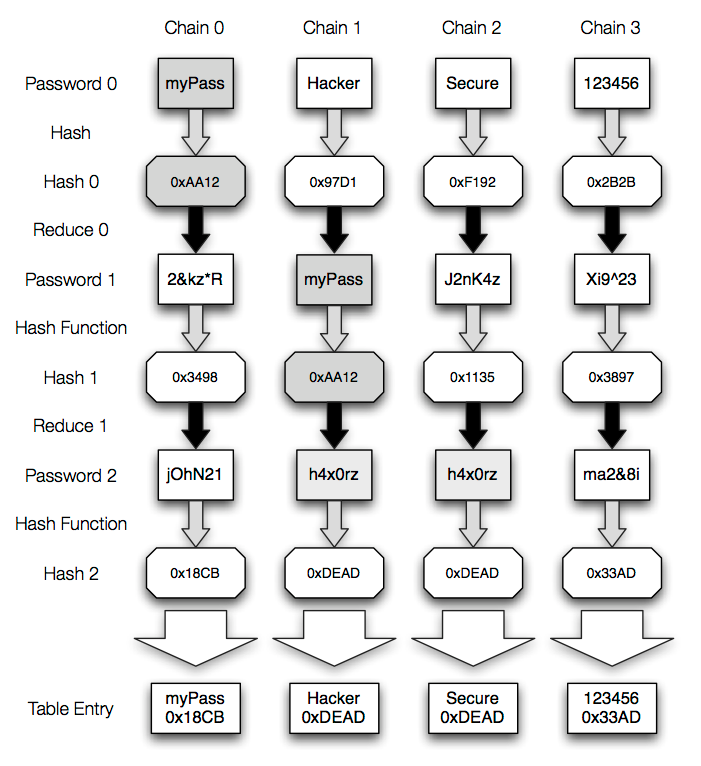 Chain 0 Chain 1 Chain 2 Chain 3
Password 0 myPass Hacker Secure 123456
Hash
Hash 0 0xAA12 0x97D1 0xF192 0x2B2B
Reduce 0
Password 1 2&kz*R myPass J2nK4z Xi9^23
Hash Function
Hash 1 0x3498 0xAA12 0x1135 0x3897
Reduce 1
Password 2 jOhN21 h4x0rz h4x0rz ma2&8i
Hash Function
Hash 2 0x18CB 0xDEAD 0xDEAD 0x33AD
Table Entry
myPass Hacker Secure 123456
0x18CB 0xDEAD 0xDEAD 0x33AD